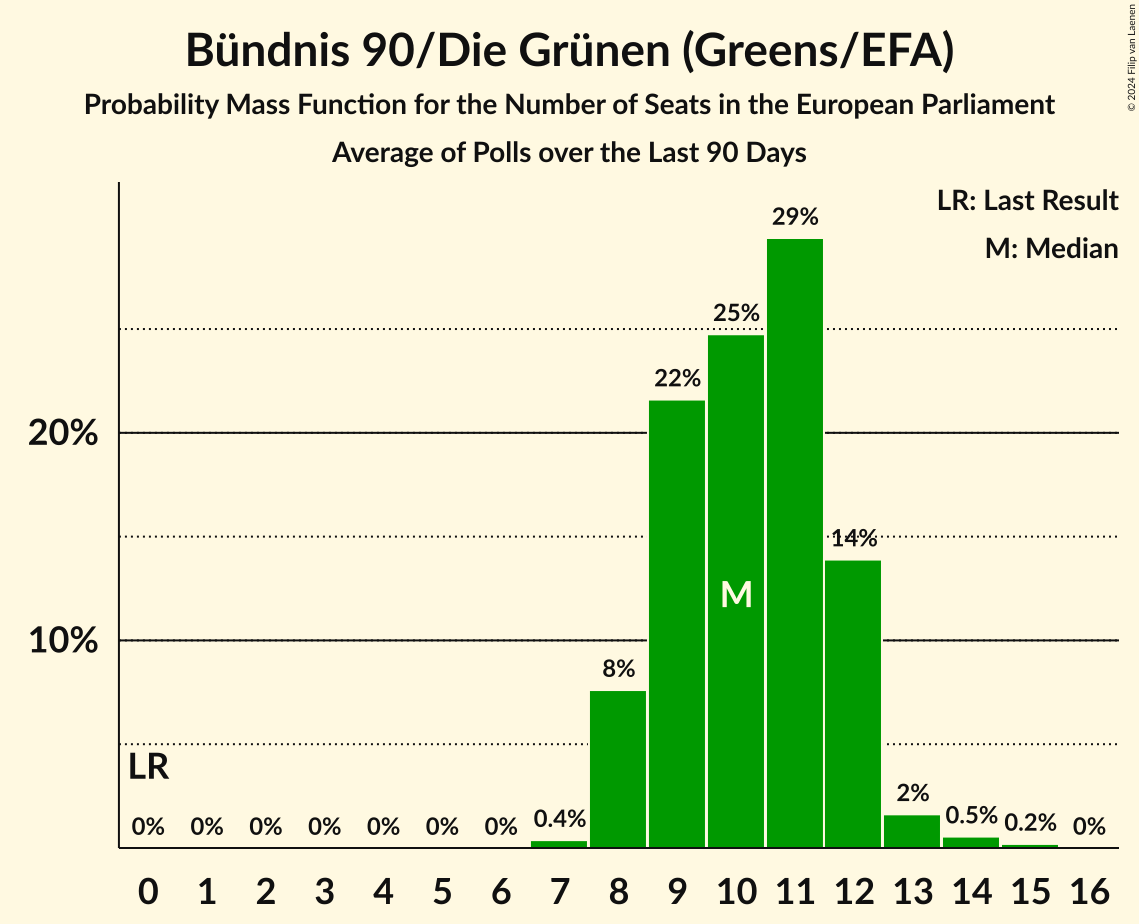 Bündnis 90/Die Grünen (Greens/EFA)
Probability Mass Function for the Number of Seats in the European Parliament
Average of Polls over the Last 90 Days
© 2024 Filip van Laenen
LR: Last Result
M: Median
29%
25%
22%
20%
14%
M
10%
8%
LR
2%
0% 0% 0% 0% 0% 0% 0% 0.4% 0.5% 0.2% 0%
0 1 2 3 4 5 6 7 8 9 10 11 12 13 14 15 16